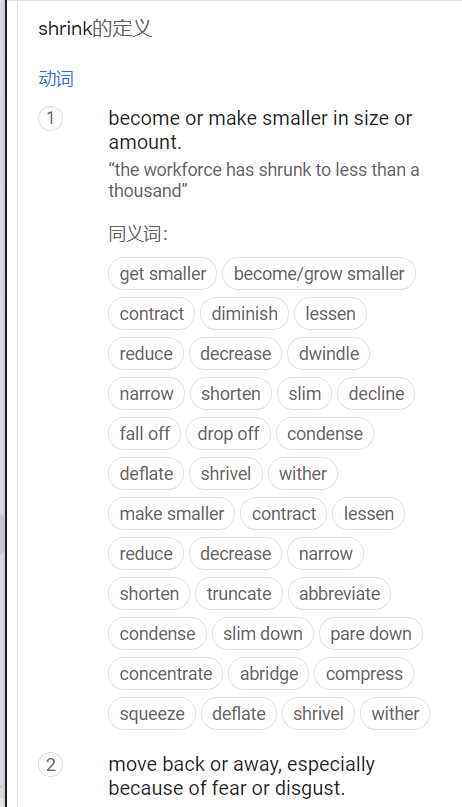 shrink的定义
动词
1 become or make smaller in size or
amount.
“the workforce has shrunk to less than a
thousand”
同义词：
get smaller become/grow smaller
contract diminish lessen
reduce decrease dwindle
narrow shorten slim decline
fall off drop off condense
deflate shrivel wither
make smaller contract lessen
reduce decrease narrow
shorten truncate abbreviate
condense slim down pare down
concentrate abridge compress
squeeze deflate shrivel wither
2 move back or away, especially
because of fear or disgust.